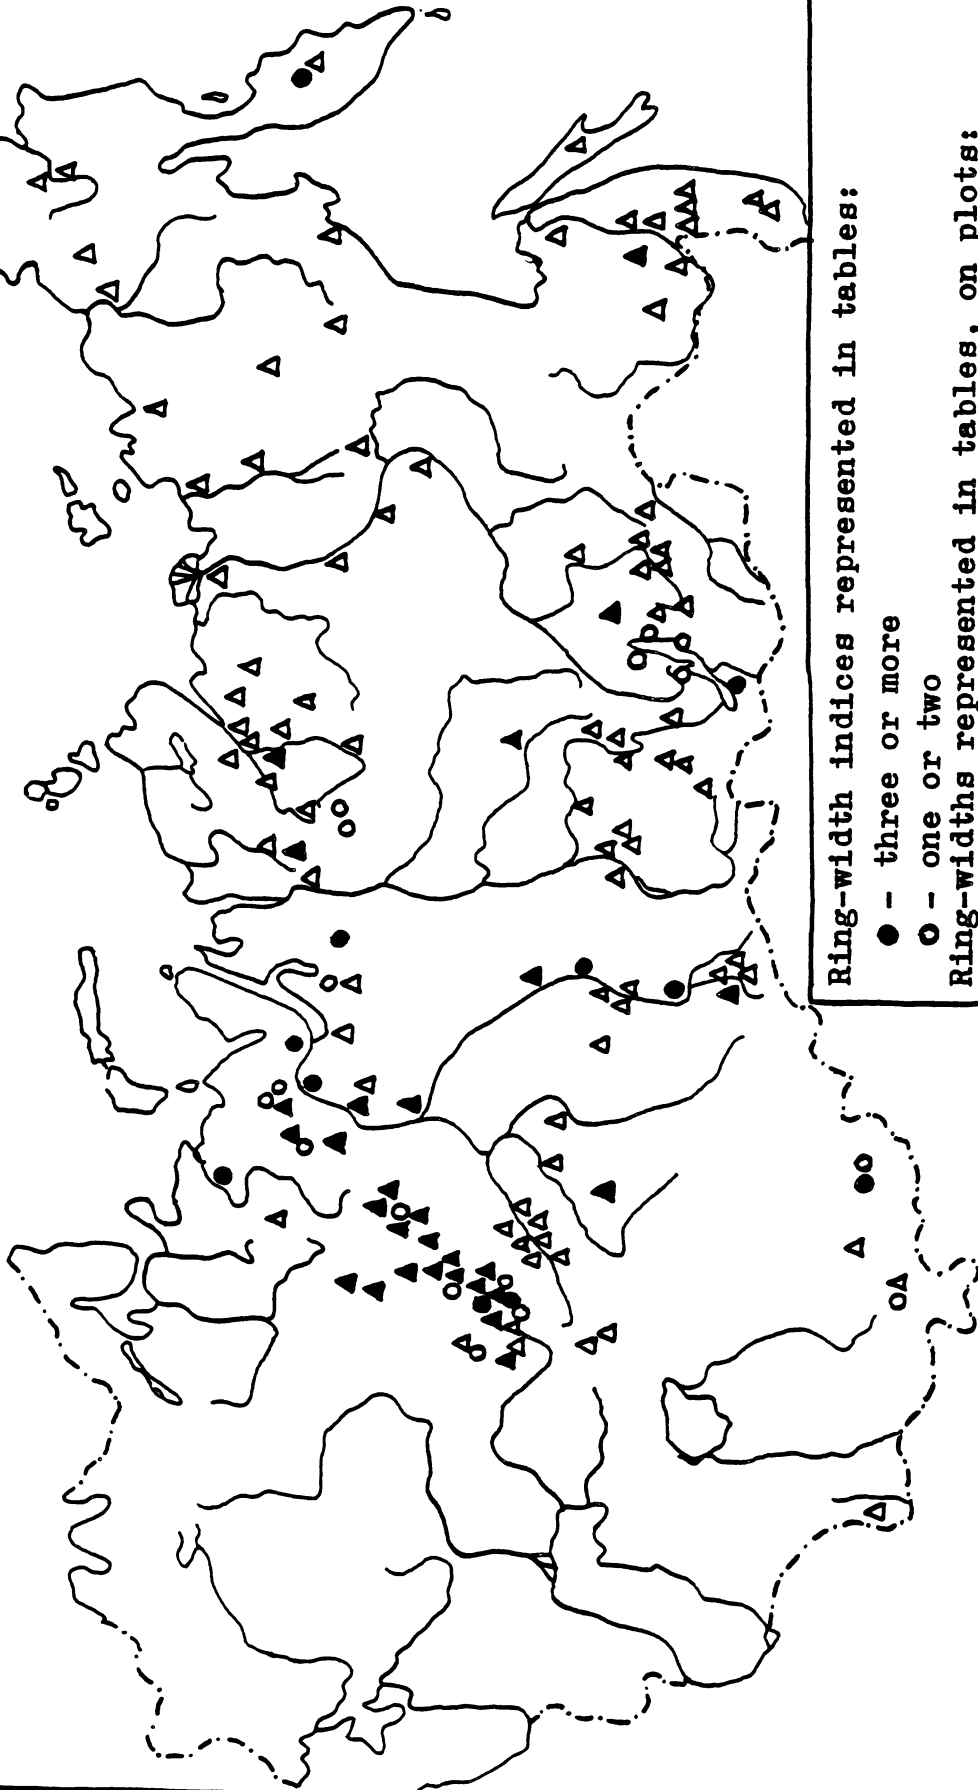 Ring-width indices represented in tables:
● - three or more
○ - one or two
Ring-widths represented in tables, on plots: